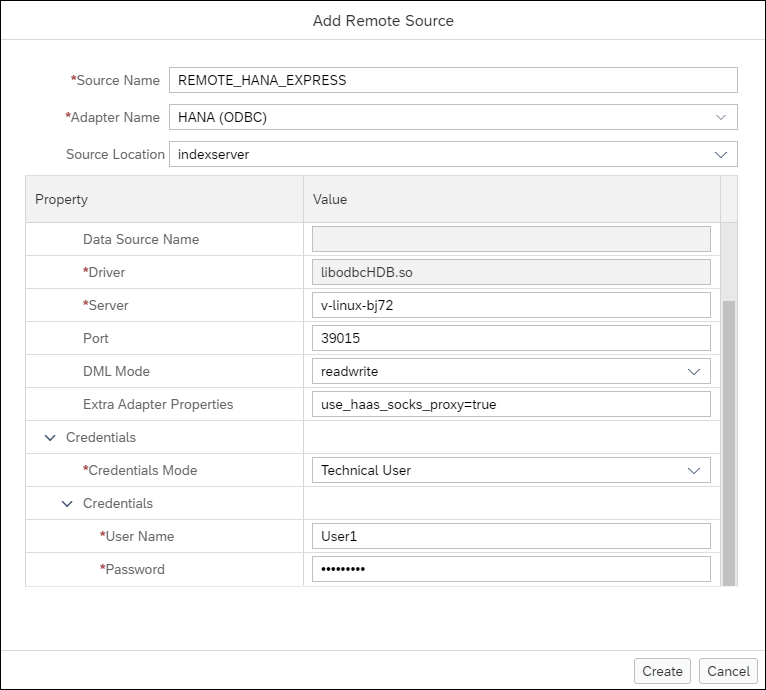 Add Remote Source
*Source Name REMOTE_HANA_EXPRESS
*Adapter Name HANA (ODBC)
Source Location indexserver
Property Value
Data Source Name
*Driver libodbcHDB.so
*Server v-linux-bj72
Port 39015
DML Mode readwrite
Extra Adapter Properties use_haas_socks_proxy=true
Credentials
*Credentials Mode Technical User
Credentials
*User Name User1
*Password •••••••••
Create Cancel